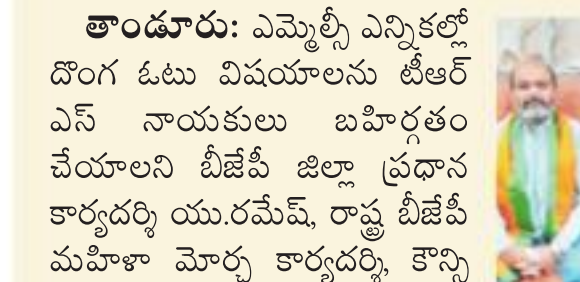 తాండూరు: ఎమ్మెల్సీ ఎన్నికల్లో
దొంగ ఓటు విషయాలను టీఆర్
ఎస్ నాయకులు బహిర్గతం
చేయాలని బీజేపీ జిల్లా ప్రధాన
కార్యదర్శి యు.రమేష్, రాష్ట్ర బీజేపీ
మహిళా మోర్చ కార్యదర్శి, కౌన్సి